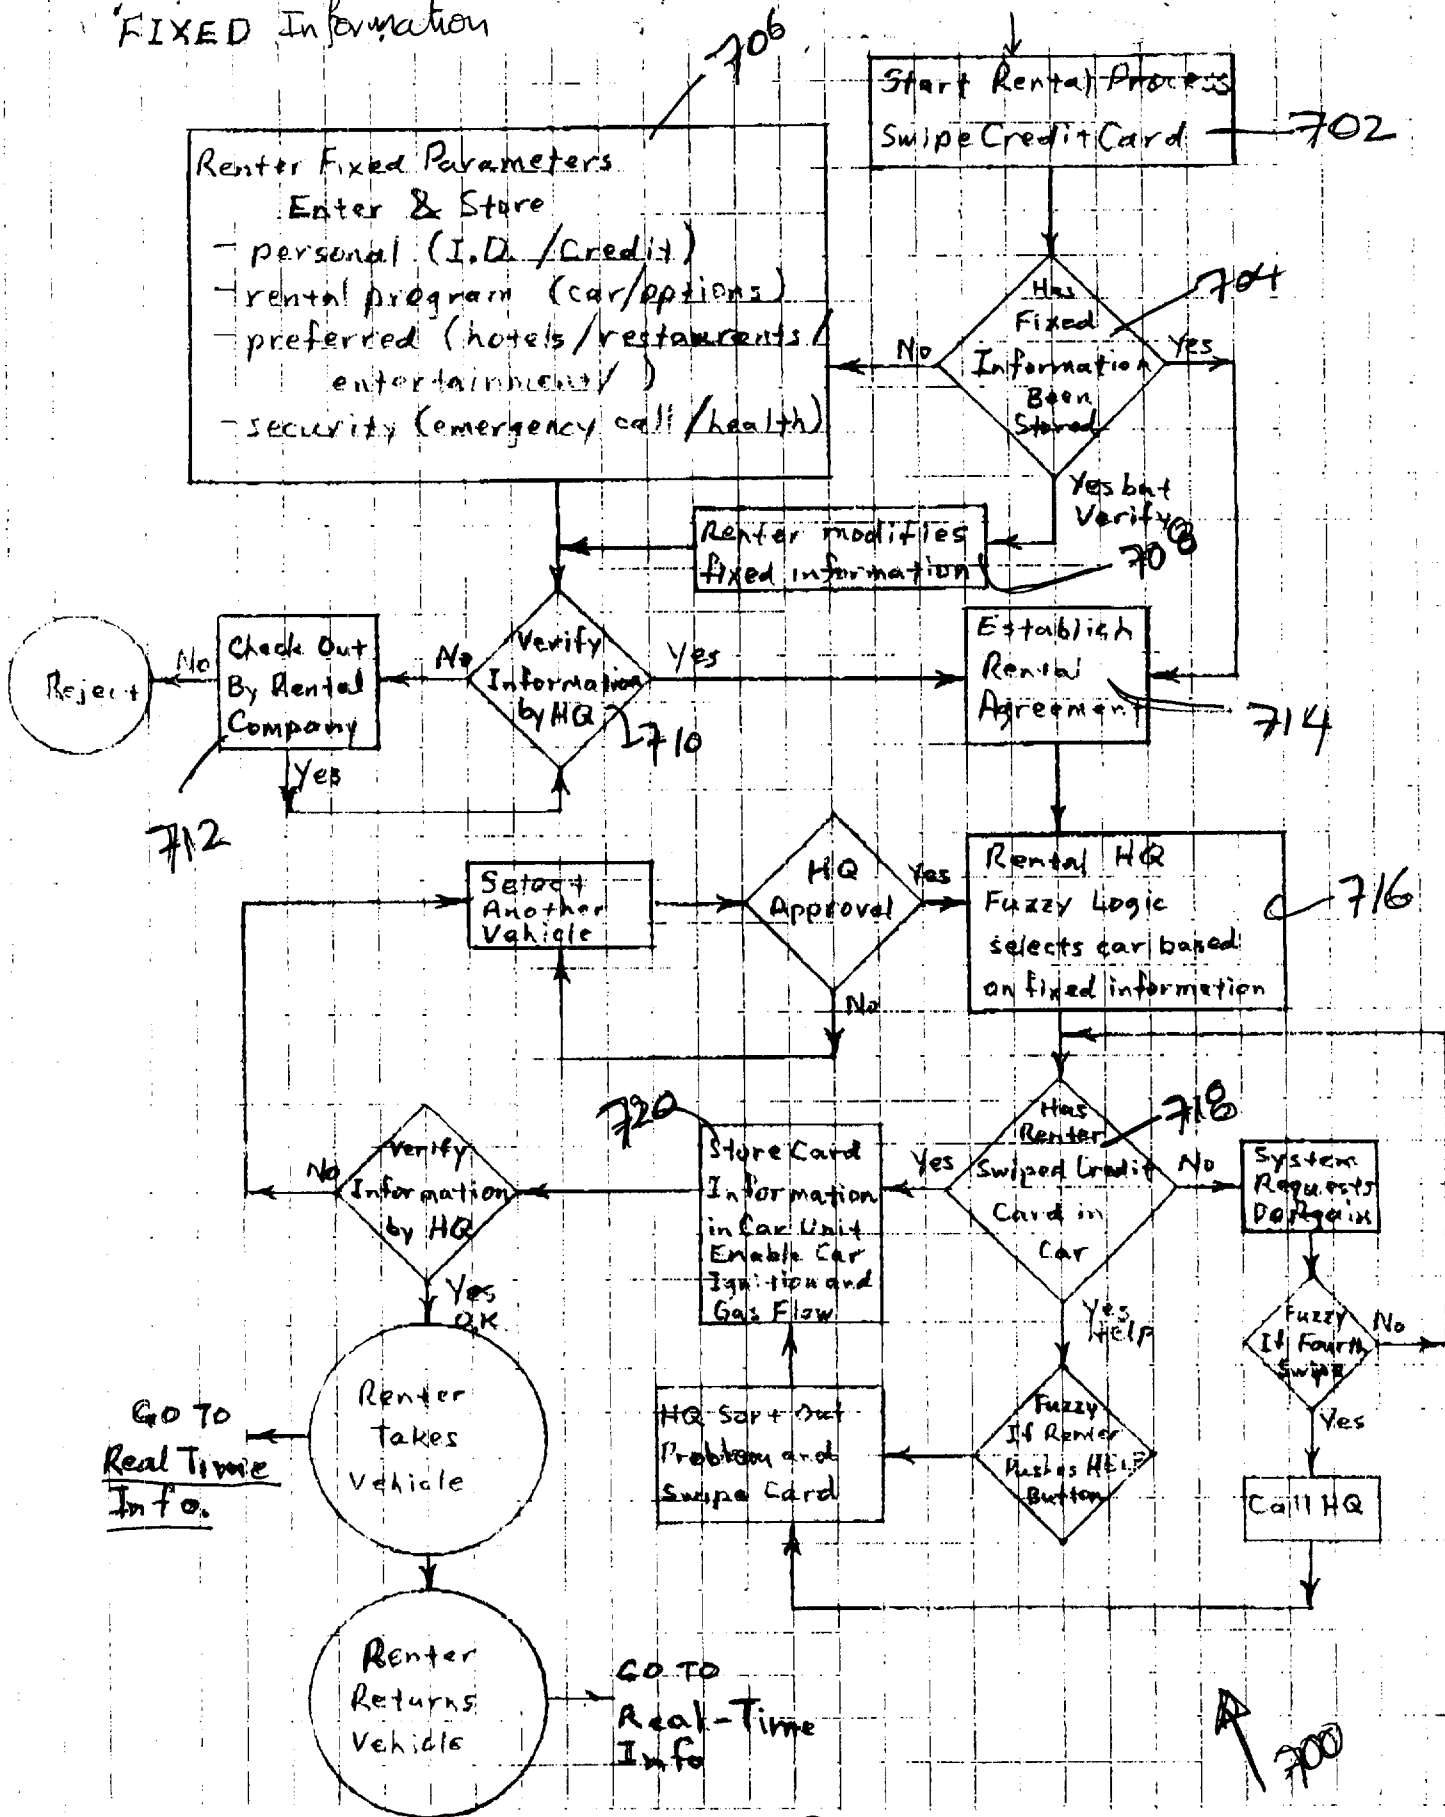 FIXED Information
706
Start Rental Process
Swipe Credit Card
702
Renter Fixed Parameters
Enter & Store
- personal (I.D. /Credit)
- rental program (car/options)
- preferred (hotels/restaurents/
entertainment/ )
- security (emergency call/health)
704
Has
Fixed
Information
Been
Stored
No
Yes
Yes but
Verify
Renter modifies
fixed information
708
Reject
No
Check Out
By Rental
Company
Yes
712
No
Verify
Information
by HQ
710
Yes
Establish
Rental
Agreement
714
Select
Another
Vehicle
HQ
Approval
Yes
No
Rental HQ
Fuzzy Logic
selects car based
on fixed information
716
720
Has
Renter
Swiped Credit
Card in
Car
718
Yes
No
Yes
HELP
System
Requests
Do Again
Store Card
Information
in Car Unit
Enable Car
Ignition and
Gas Flow
Verify
Information
by HQ
No
Yes
O.K
Fuzzy
If Fourth
Swipe
No
Yes
Call HQ
Fuzzy
If Renter
Pushes HELP
Button
HQ Sort Out
Problem and
Swipe Card
Renter
Takes
Vehicle
GO TO
Real Time
Info.
Renter
Returns
Vehicle
GO TO
Real-Time
Info
700